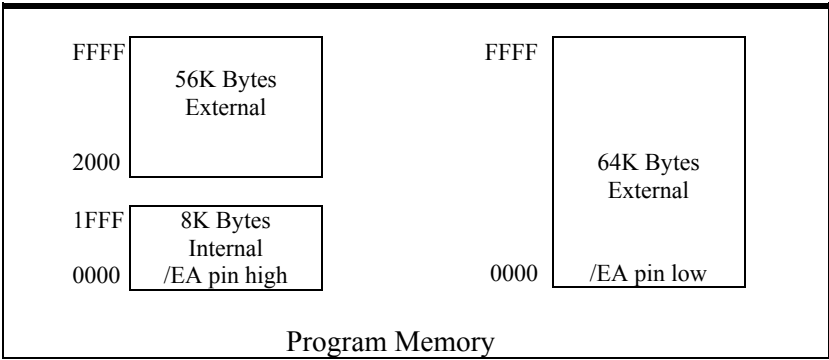 FFFF
56K Bytes
External
2000
1FFF
8K Bytes
Internal
0000
/EA pin high
FFFF
64K Bytes
External
0000
/EA pin low
Program Memory